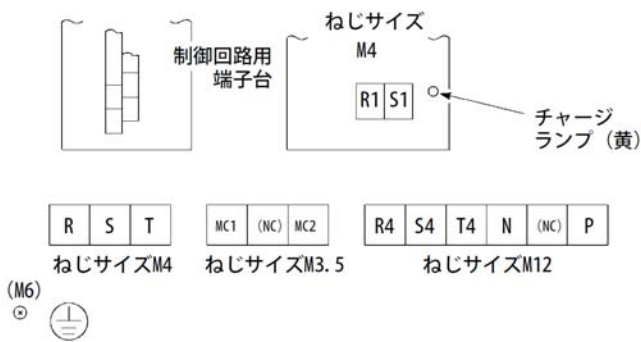 ねじサイズ
M4
制御回路用
端子台
R1 S1
チャージ
ランプ（黄）
R S T
MC1 (NC) MC2
R4 S4 T4 N (NC) P
ねじサイズM4
ねじサイズM3.5
ねじサイズM12
(M6)